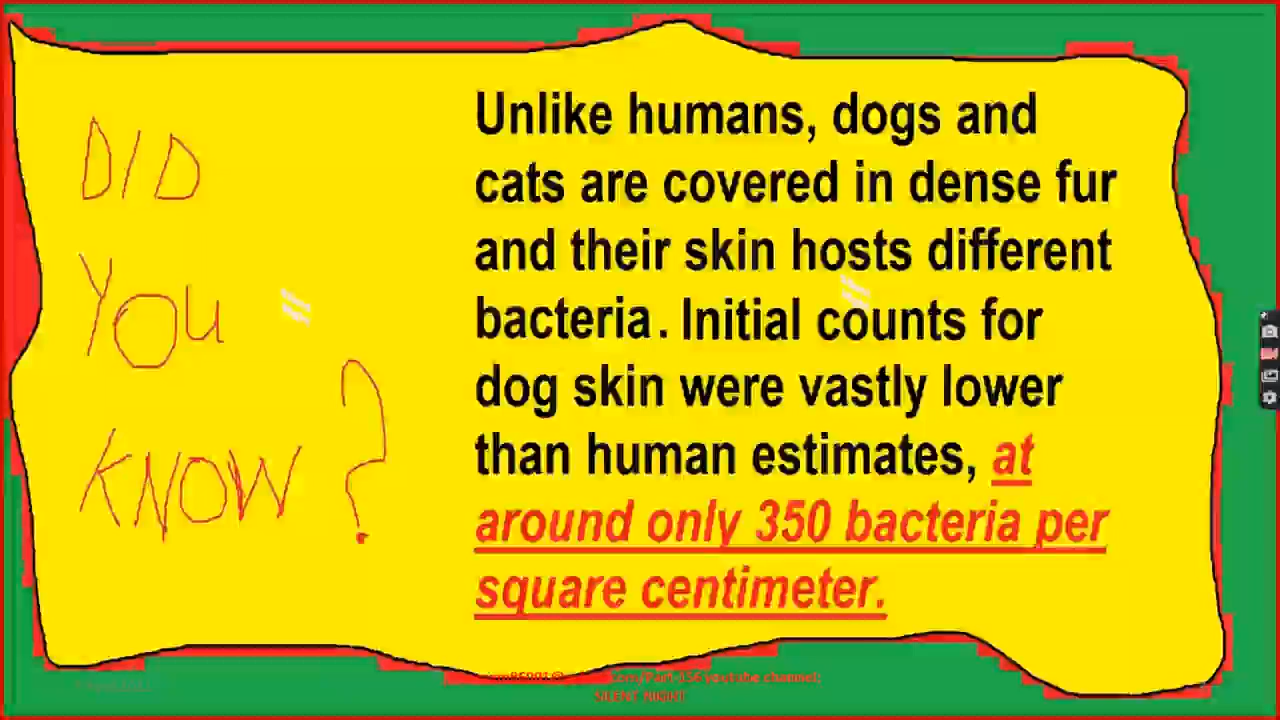 DID
YOU
KNOW ?
Unlike humans, dogs and
cats are covered in dense fur
and their skin hosts different
bacteria. Initial counts for
dog skin were vastly lower
than human estimates, at
around only 350 bacteria per
square centimeter.
youtube channel:
SILENT NIGHT